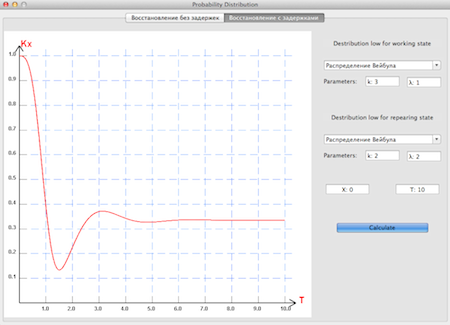 Probability Distribution
Восстановление без задержек
Восстановления с задержками
Kx
1.0
0.9
0.8
0.7
0.6
0.5
0.4
0.3
0.2
0.1
1.0 2.0 3.0 4.0 5.0 6.0 7.0 8.0 9.0 10.0
T
Destribution low for working state
Распределение Вейбула
Parameters: k: 3 λ: 1
Destribution low for repearing state
Распределение Вейбула
Parameters: k: 2 λ: 2
X: 0 T: 10
Calculate